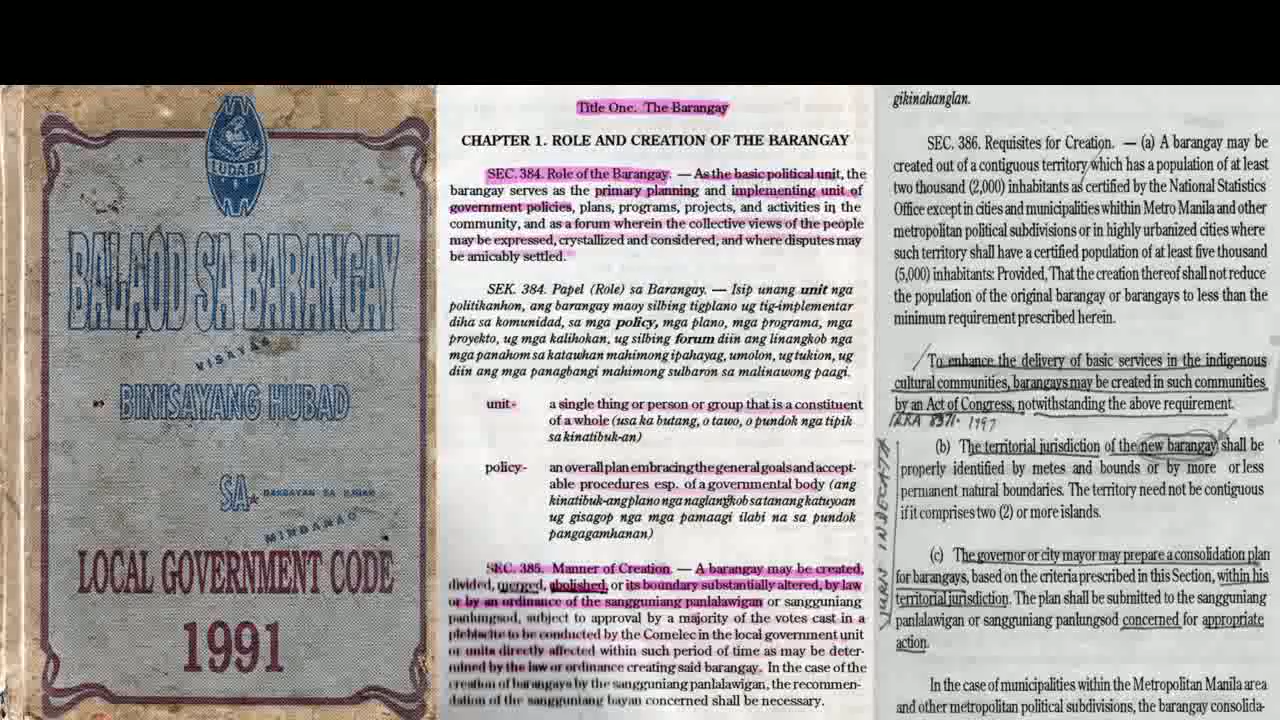 LUDABI
BALAOD SA BARANGAY
VISAYAS
BINISAYANG HUBAD
SA
MINDANAO
LOCAL GOVERNMENT CODE
1991
Title One. The Barangay
CHAPTER 1. ROLE AND CREATION OF THE BARANGAY
SEC. 384. Role of the Barangay. — As the basic political unit, the
barangay serves as the primary planning and implementing unit of
government policies, plans, programs, projects, and activities in the
community, and as a forum wherein the collective views of the people
may be expressed, crystallized and considered, and where disputes may
be amicably settled.
SEK. 384. Papel (Role) sa Barangay. — Isip unang unit nga
politikanhon, ang barangay maoy silbing tigplano ug tig-implementar
diha sa komunidad, sa mga policy, mga plano, mga programa, mga
proyekto, ug mga kalihokan, ug silbing forum diin ang linangkob nga
mga panahom sa katawhan mahimong ipahayag, umolon, ug tukion, ug
diin ang mga panagbangi mahimong sulbaron sa malinawong paagi.
unit- a single thing or person or group that is a constituent
of a whole (usa ka butang, o tawo, o pundok nga tipik
sa kinatibuk-an)
policy- an overall plan embracing the general goals and accept-
able procedures esp. of a governmental body (ang
kinatibuk-ang plano nga naglangkob sa tanang katuyoan
ug gisagop nga mga pamaagi ilabi na sa pundok
pangagamhanan)
SEC. 385. Manner of Creation — A barangay may be created,
divided, merged, abolished, or its boundary substantially altered, by law
or by an ordinance of the sangguniang panlalawigan or sangguniang
panlungsod, subject to approval by a majority of the votes cast in a
plebiscite to be conducted by the Comelec in the local government unit
or units directly affected within such period of time as may be deter-
mined by the law or ordinance creating said barangay. In the case of the
creation of barangays by the sangguniang panlalawigan, the recommen-
dation of the sangguniang bayan concerned shall be necessary.
gikinahanglan.
SEC. 386. Requisites for Creation. — (a) A barangay may be
created out of a contiguous territory which has a population of at least
two thousand (2,000) inhabitants as certified by the National Statistics
Office except in cities and municipalities whithin Metro Manila and other
metropolitan political subdivisions or in highly urbanized cities where
such territory shall have a certified population of at least five thousand
(5,000) inhabitants: Provided, That the creation thereof shall not reduce
the population of the original barangay or barangays to less than the
minimum requirement prescribed herein.
To enhance the delivery of basic services in the indigenous
cultural communities, barangays may be created in such communities
by an Act of Congress, notwithstanding the above requirement.
8371. 1997
(b) The territorial jurisdiction of the new barangay shall be
properly identified by metes and bounds or by more or less
permanent natural boundaries. The territory need not be contiguous
if it comprises two (2) or more islands.
(c) The governor or city mayor may prepare a consolidation plan
for barangays, based on the criteria prescribed in this Section, within his
territorial jurisdiction. The plan shall be submitted to the sangguniang
panlalawigan or sangguniang panlungsod concerned for appropriate
action.
In the case of municipalities within the Metropolitan Manila area
and other metropolitan political subdivisions, the barangay consolida-